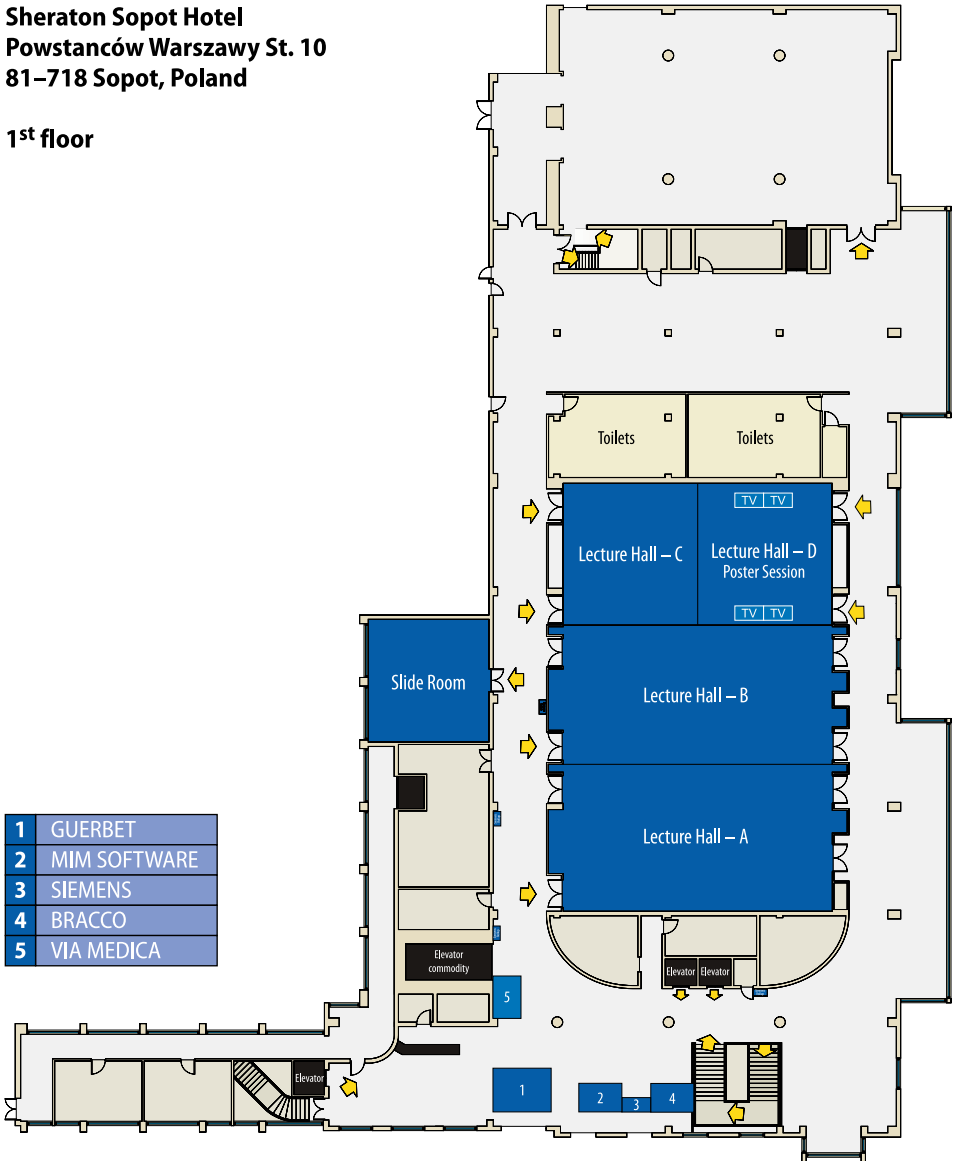 Sheraton Sopot Hotel
Powstanców Warszawy St. 10
81–718 Sopot, Poland
1st floor
Toilets
Toilets
TV TV
Lecture Hall – C
Lecture Hall – D
Poster Session
TV TV
Slide Room
Lecture Hall – B
Lecture Hall – A
1 GUERBET
2 MIM SOFTWARE
3 SIEMENS
4 BRACCO
5 VIA MEDICA
Elevator
commodity
Elevator
Elevator
5
Elevator
1
2
3
4